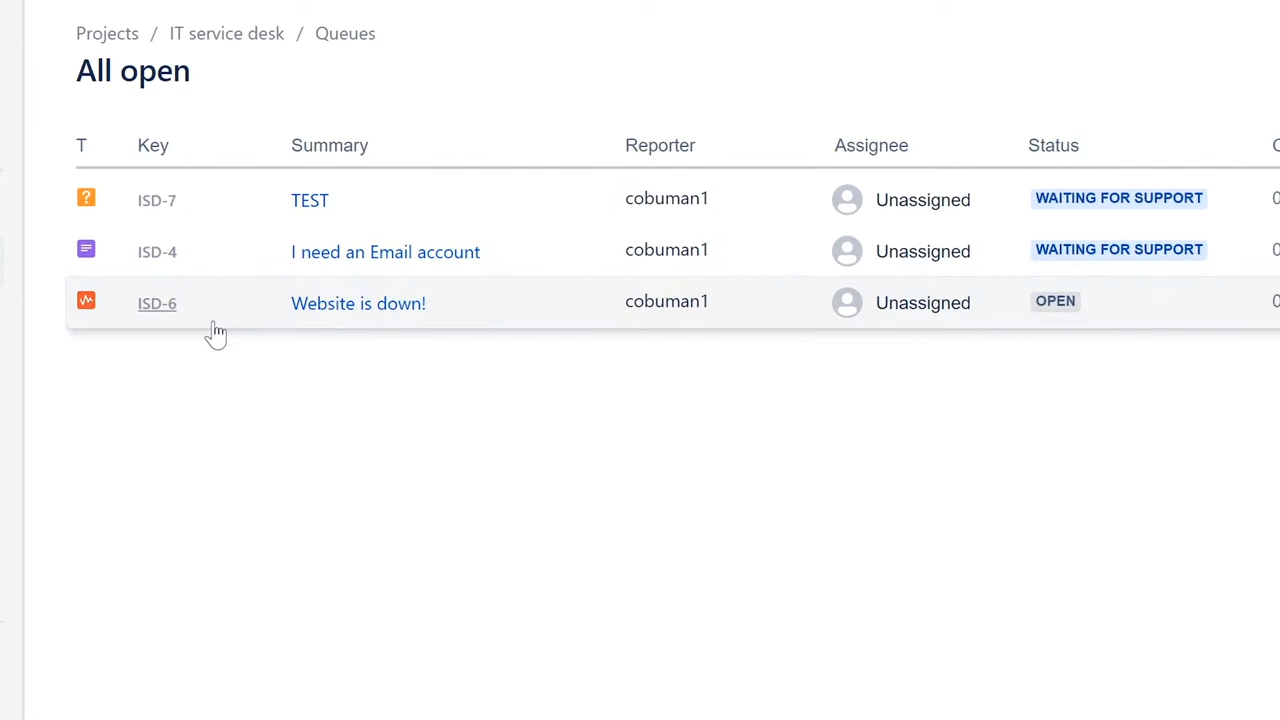 Projects / IT service desk / Queues
All open
T Key Summary Reporter Assignee Status
? ISD-7 TEST cobuman1 Unassigned WAITING FOR SUPPORT
ISD-4 I need an Email account cobuman1 Unassigned WAITING FOR SUPPORT
ISD-6 Website is down! cobuman1 Unassigned OPEN